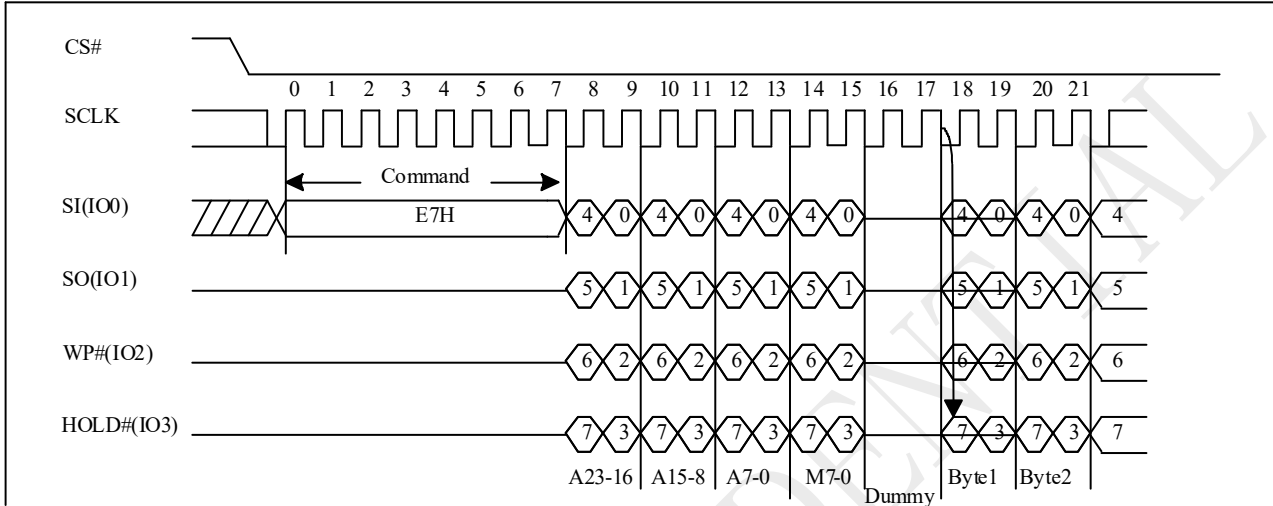 CS#
0 1 2 3 4 5 6 7 8 9 10 11 12 13 14 15 16 17 18 19 20 21
SCLK
Command
SI(IO0)
E7H 4 0 4 0 4 0 4 0 4 0 4 0 4
SO(IO1)
5 1 5 1 5 1 5 1 5 1 5 1 5
WP#(IO2)
6 2 6 2 6 2 6 2 6 2 6 2 6
HOLD#(IO3)
7 3 7 3 7 3 7 3 7 3 7 3 7
A23-16 A15-8 A7-0 M7-0 Dummy Byte1 Byte2
DENTIAL